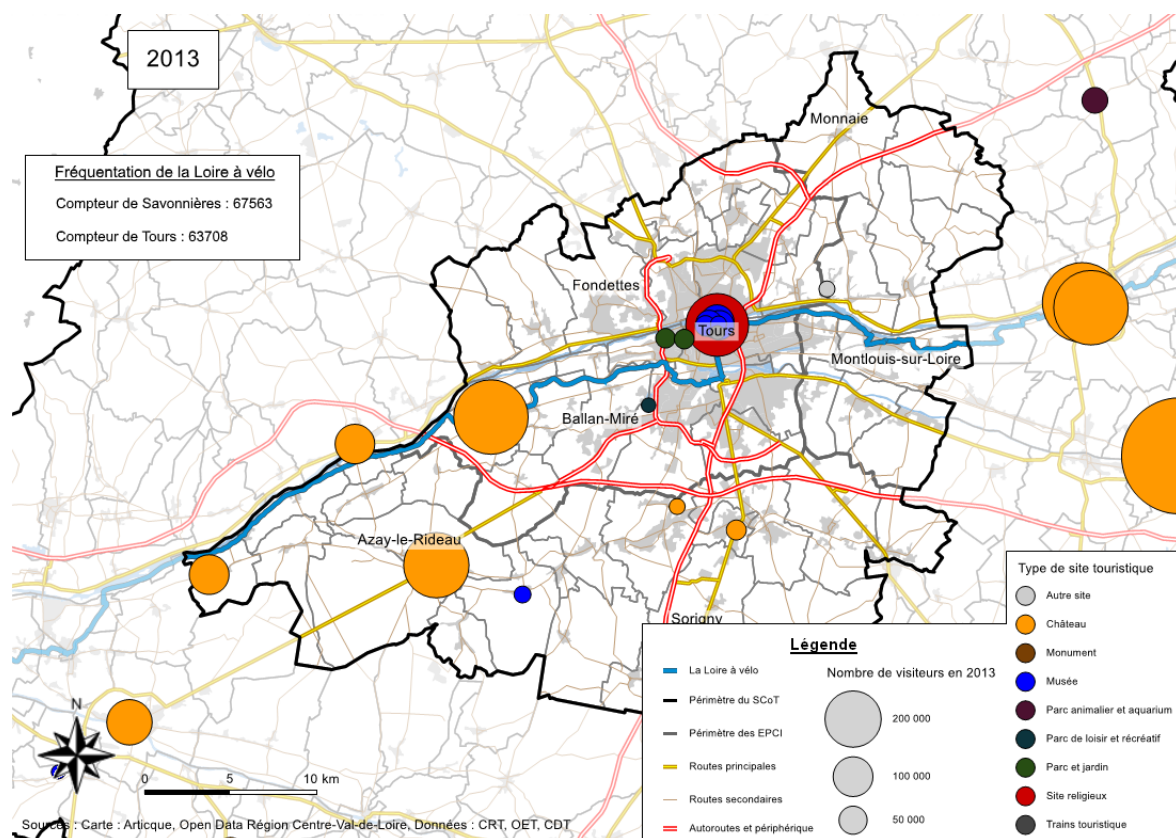 2013
Fréquentation de la Loire à vélo
Compteur de Savonnières : 67563
Compteur de Tours : 63708
Monnaie
Fondettes
Tours
Montlouis-sur-Loire
Ballan-Miré
Azay-le-Rideau
Sorigny
Type de site touristique
Autre site
Château
Monument
Musée
Parc animalier et aquarium
Parc de loisir et récréatif
Parc et jardin
Site religieux
Trains touristique
Légende
La Loire à vélo
Périmètre du SCoT
Périmètre des EPCI
Routes principales
Routes secondaires
Autoroutes et périphérique
Nombre de visiteurs en 2013
200 000
100 000
50 000
N
0 5 10 km
Sources : Carte : Articque, Open Data Région Centre-Val-de-Loire, Données : CRT, OET, CDT